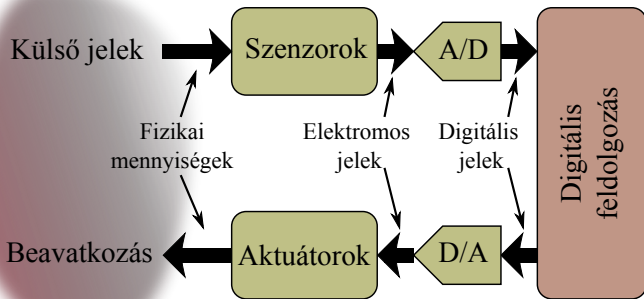 Külső jelek
Szenzorok
A/D
Fizikai
mennyiségek
Elektromos
jelek
Digitális
jelek
Digitális
feldolgozás
Beavatkozás
Aktuátorok
D/A